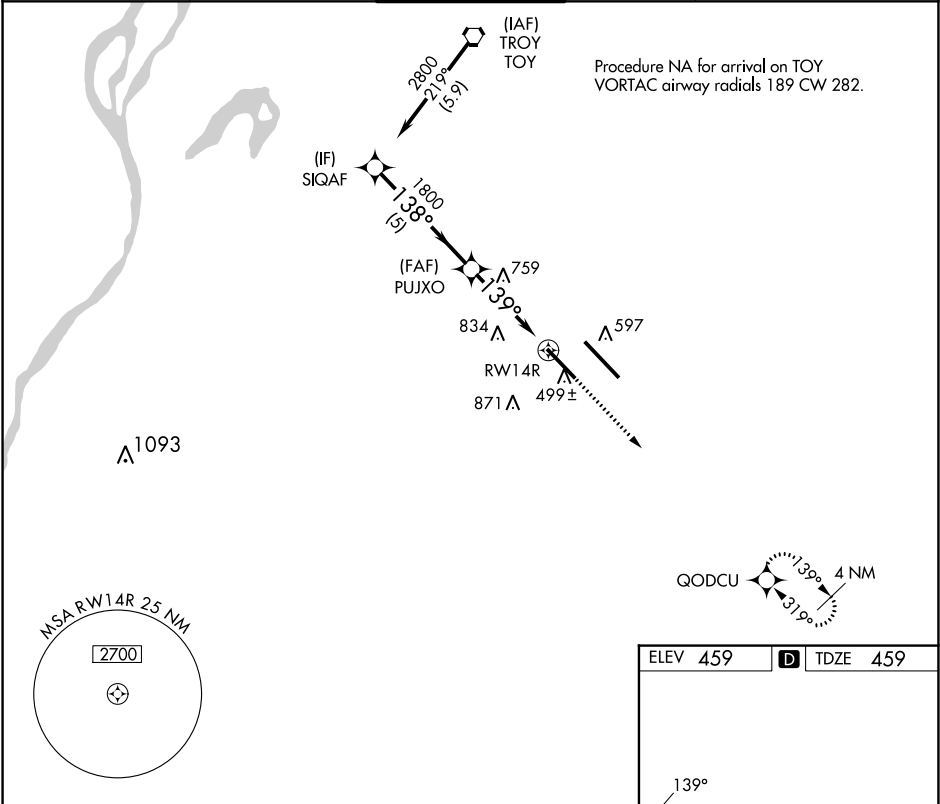 (IAF)
TROY
TOY
Procedure NA for arrival on TOY
VORTAC airway radials 189 CW 282.
2800
219°
(5.9)
(IF)
SIQAF
1800
138°
(5)
(FAF)
PUJXO
759
139°
834
597
RW14R
499±
871
1093
QODCU
139°
4 NM
319°
MSA RW14R 25 NM
2700
ELEV 459
D
TDZE 459
139°